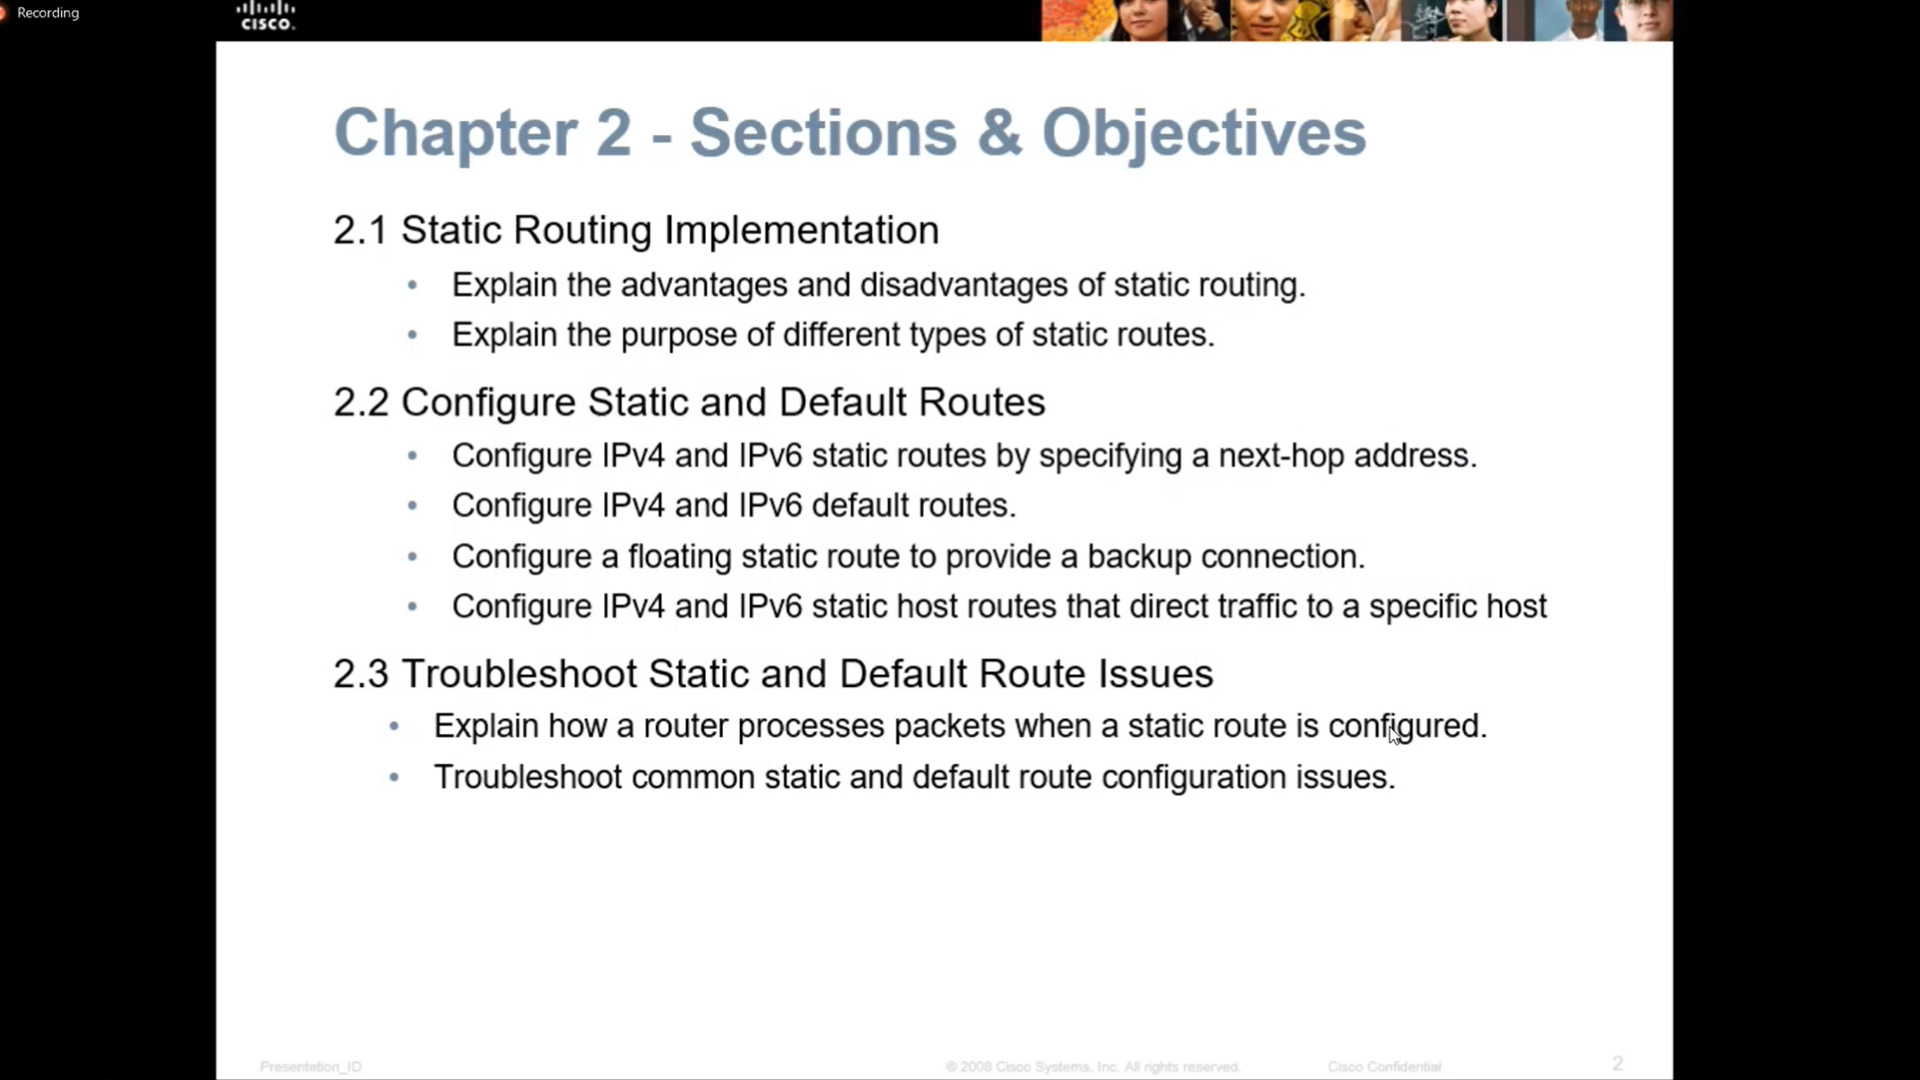 Recording
CISCO.
Chapter 2 - Sections & Objectives
2.1 Static Routing Implementation
• Explain the advantages and disadvantages of static routing.
• Explain the purpose of different types of static routes.
2.2 Configure Static and Default Routes
• Configure IPv4 and IPv6 static routes by specifying a next-hop address.
• Configure IPv4 and IPv6 default routes.
• Configure a floating static route to provide a backup connection.
• Configure IPv4 and IPv6 static host routes that direct traffic to a specific host
2.3 Troubleshoot Static and Default Route Issues
• Explain how a router processes packets when a static route is configured.
• Troubleshoot common static and default route configuration issues.
Presentation_ID © 2008 Cisco Systems, Inc. All rights reserved. Cisco Confidential 2